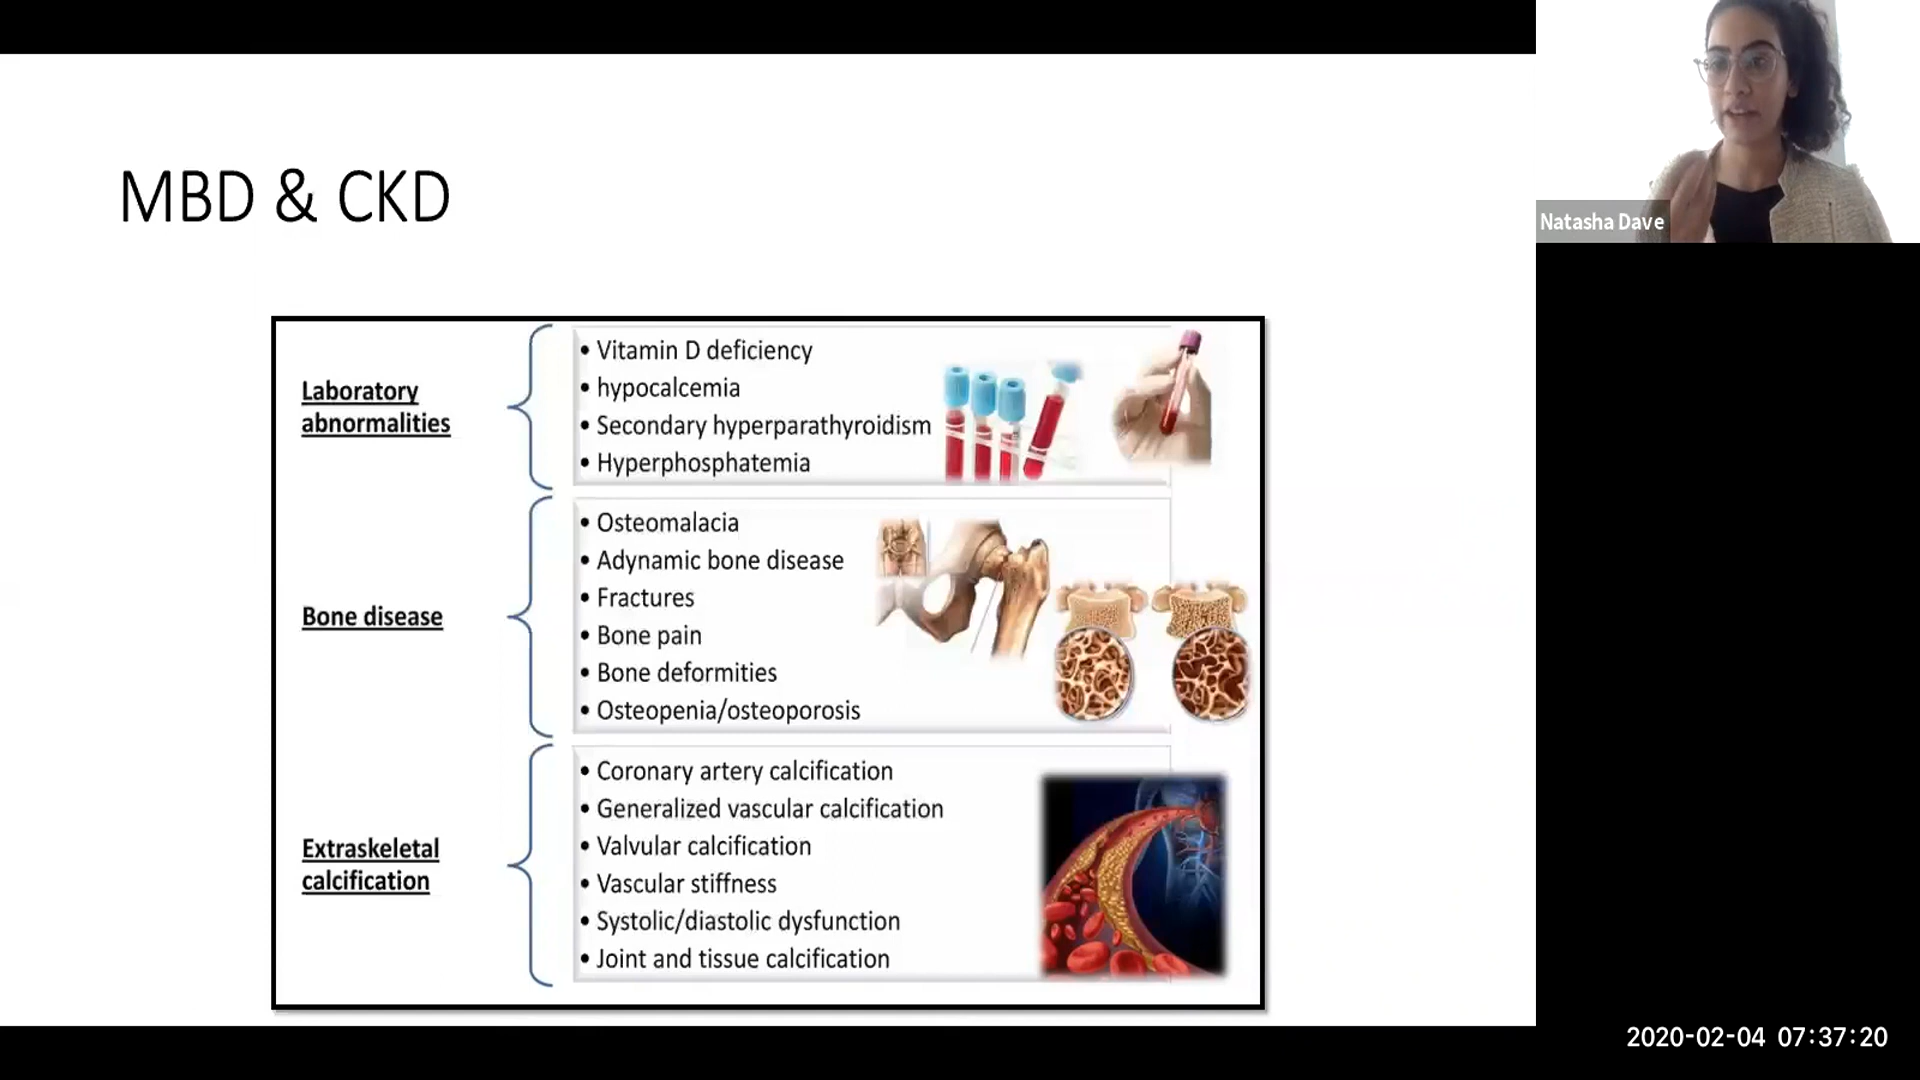 MBD & CKD
Natasha Dave
Laboratory
abnormalities
• Vitamin D deficiency
• hypocalcemia
• Secondary hyperparathyroidism
• Hyperphosphatemia
Bone disease
• Osteomalacia
• Adynamic bone disease
• Fractures
• Bone pain
• Bone deformities
• Osteopenia/osteoporosis
Extraskeletal
calcification
• Coronary artery calcification
• Generalized vascular calcification
• Valvular calcification
• Vascular stiffness
• Systolic/diastolic dysfunction
• Joint and tissue calcification
2020-02-04 07:37:20